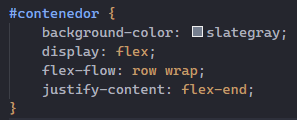 #contenedor {
    background-color: slategray;
    display: flex;
    flex-flow: row wrap;
    justify-content: flex-end;
}